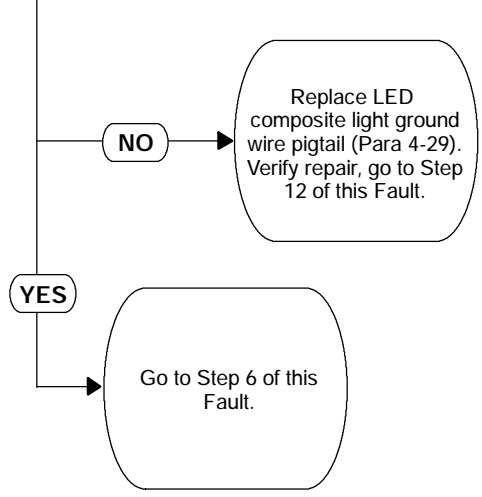 NO
Replace LED
composite light ground
wire pigtail (Para 4-29).
Verify repair, go to Step
12 of this Fault.
YES
Go to Step 6 of this
Fault.